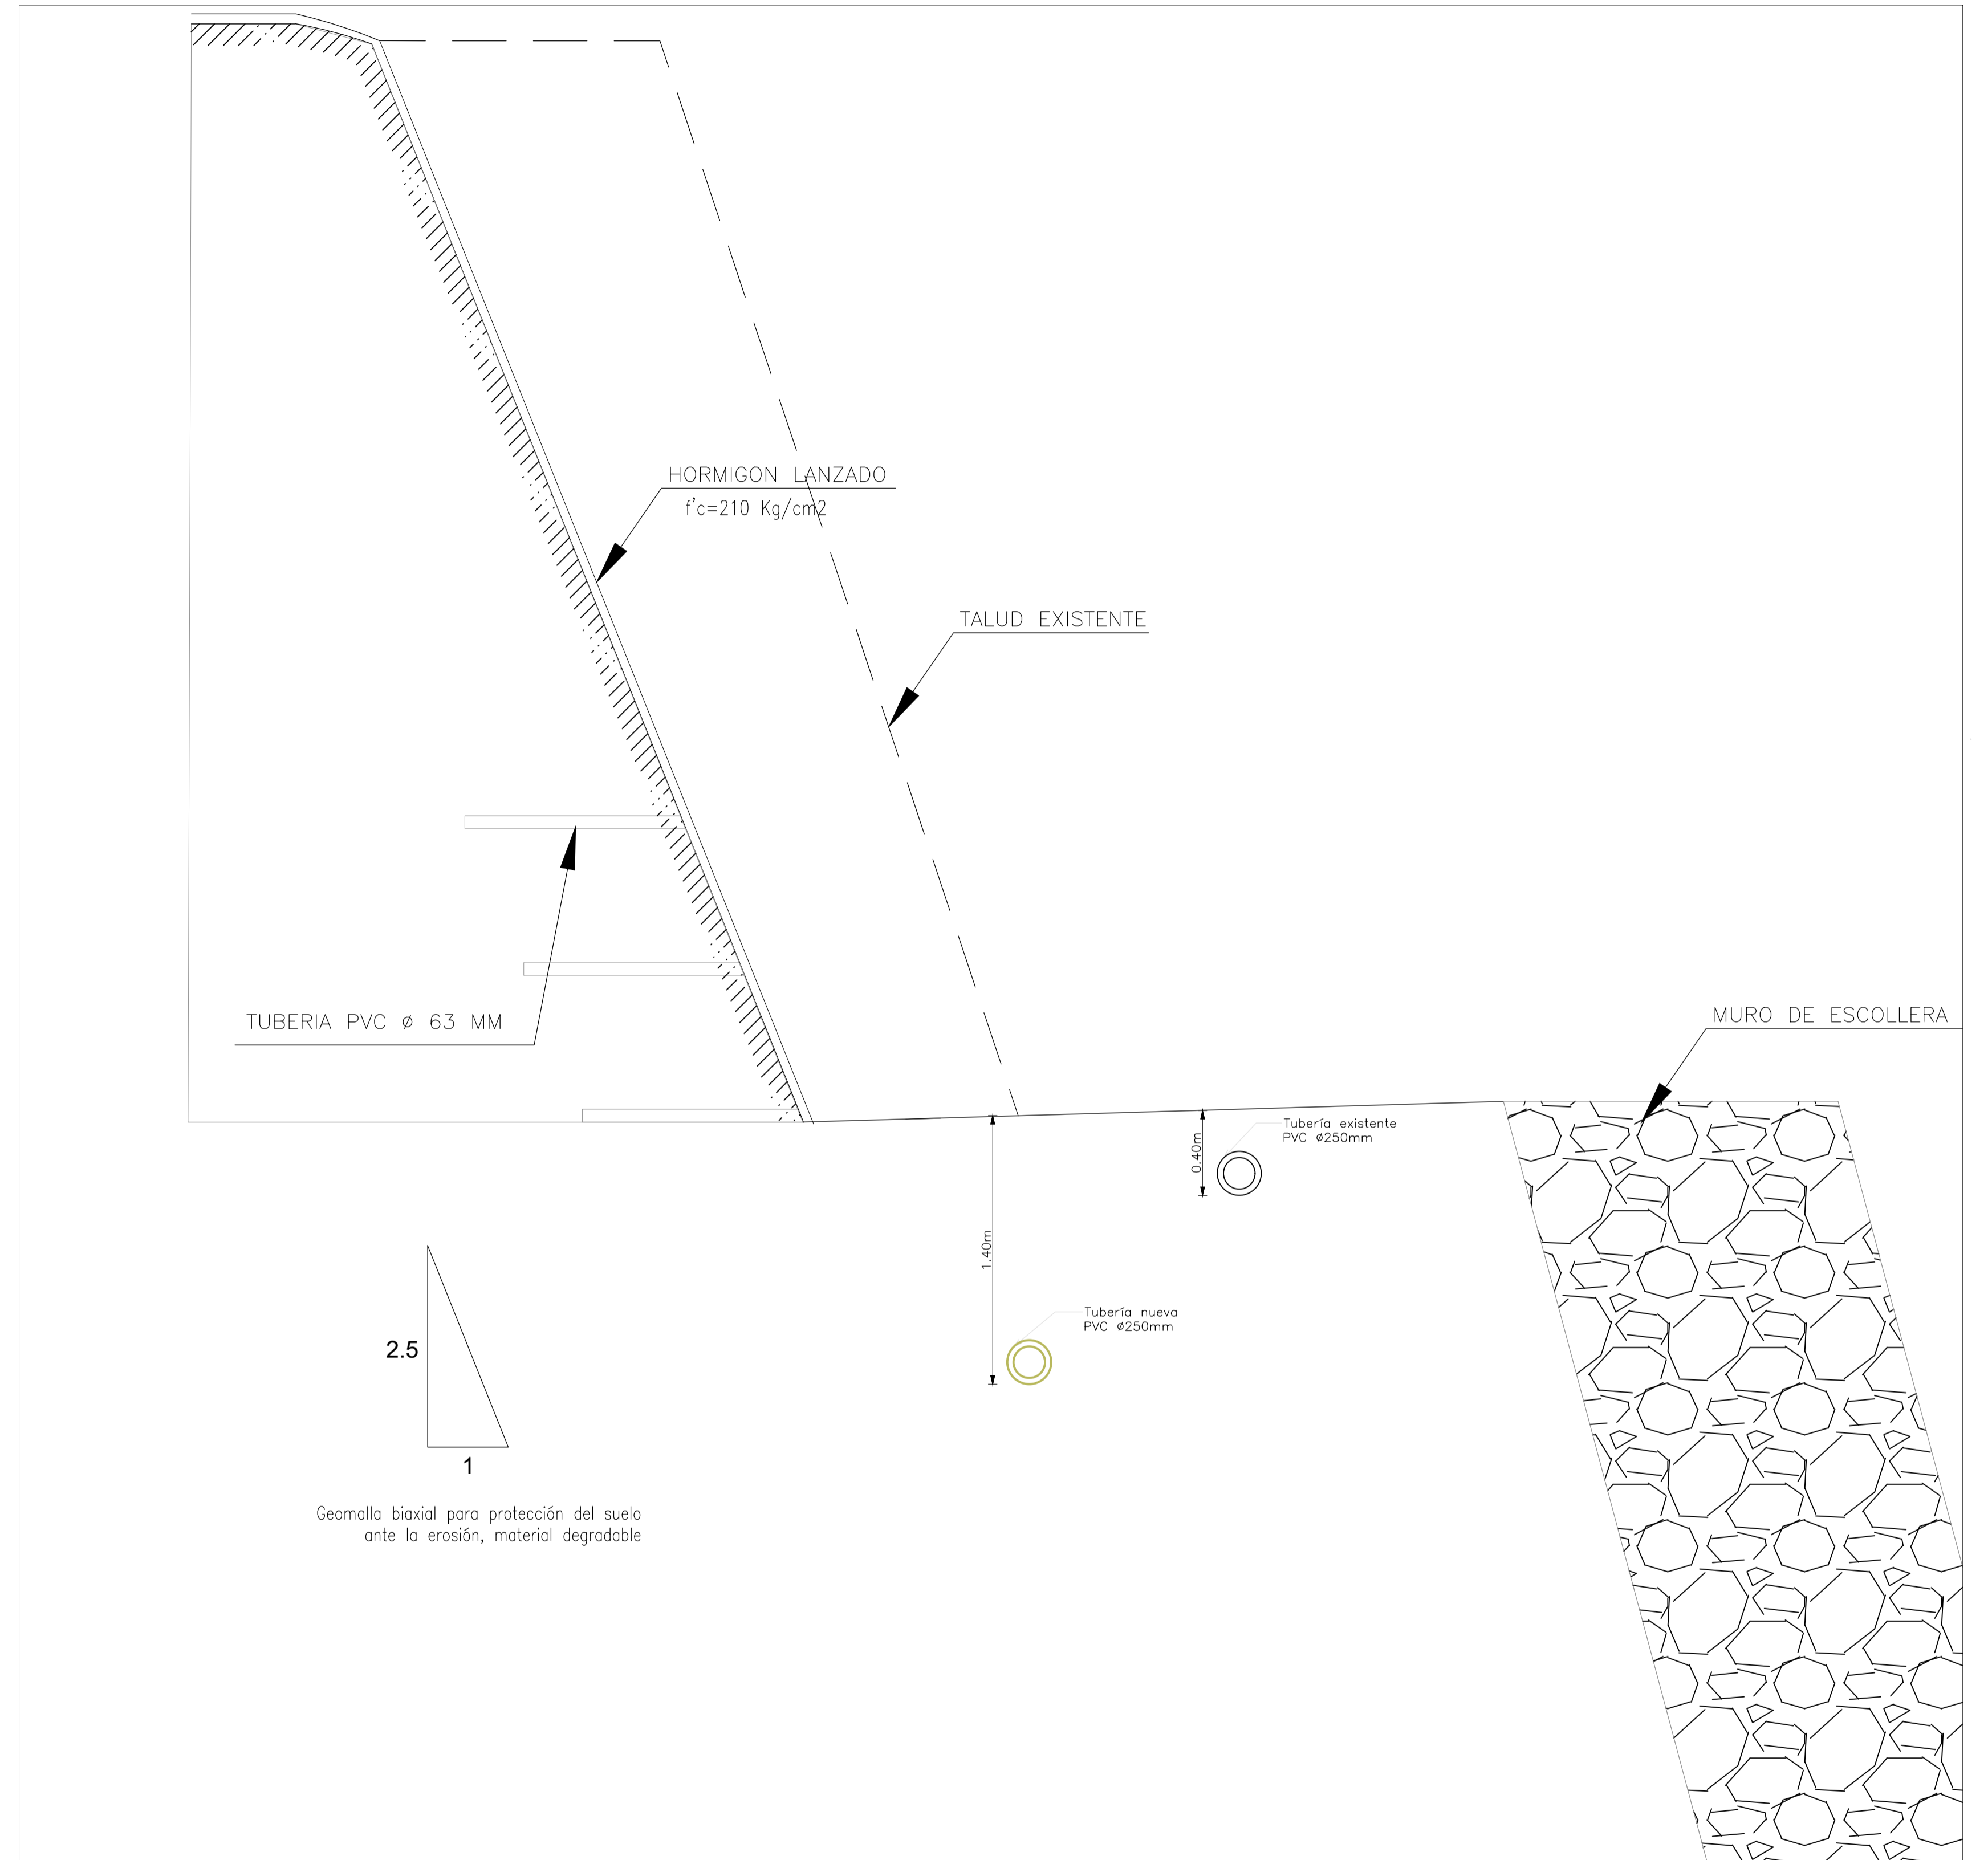 HORMIGON LANZADO
f'c=210 Kg/cm2
TALUD EXISTENTE
TUBERIA PVC ø 63 MM
MURO DE ESCOLLERA
Tubería existente
PVC ø250mm
0.40m
1.40m
Tubería nueva
PVC ø250mm
2.5
1
Geomalla biaxial para protección del suelo
ante la erosión, material degradable